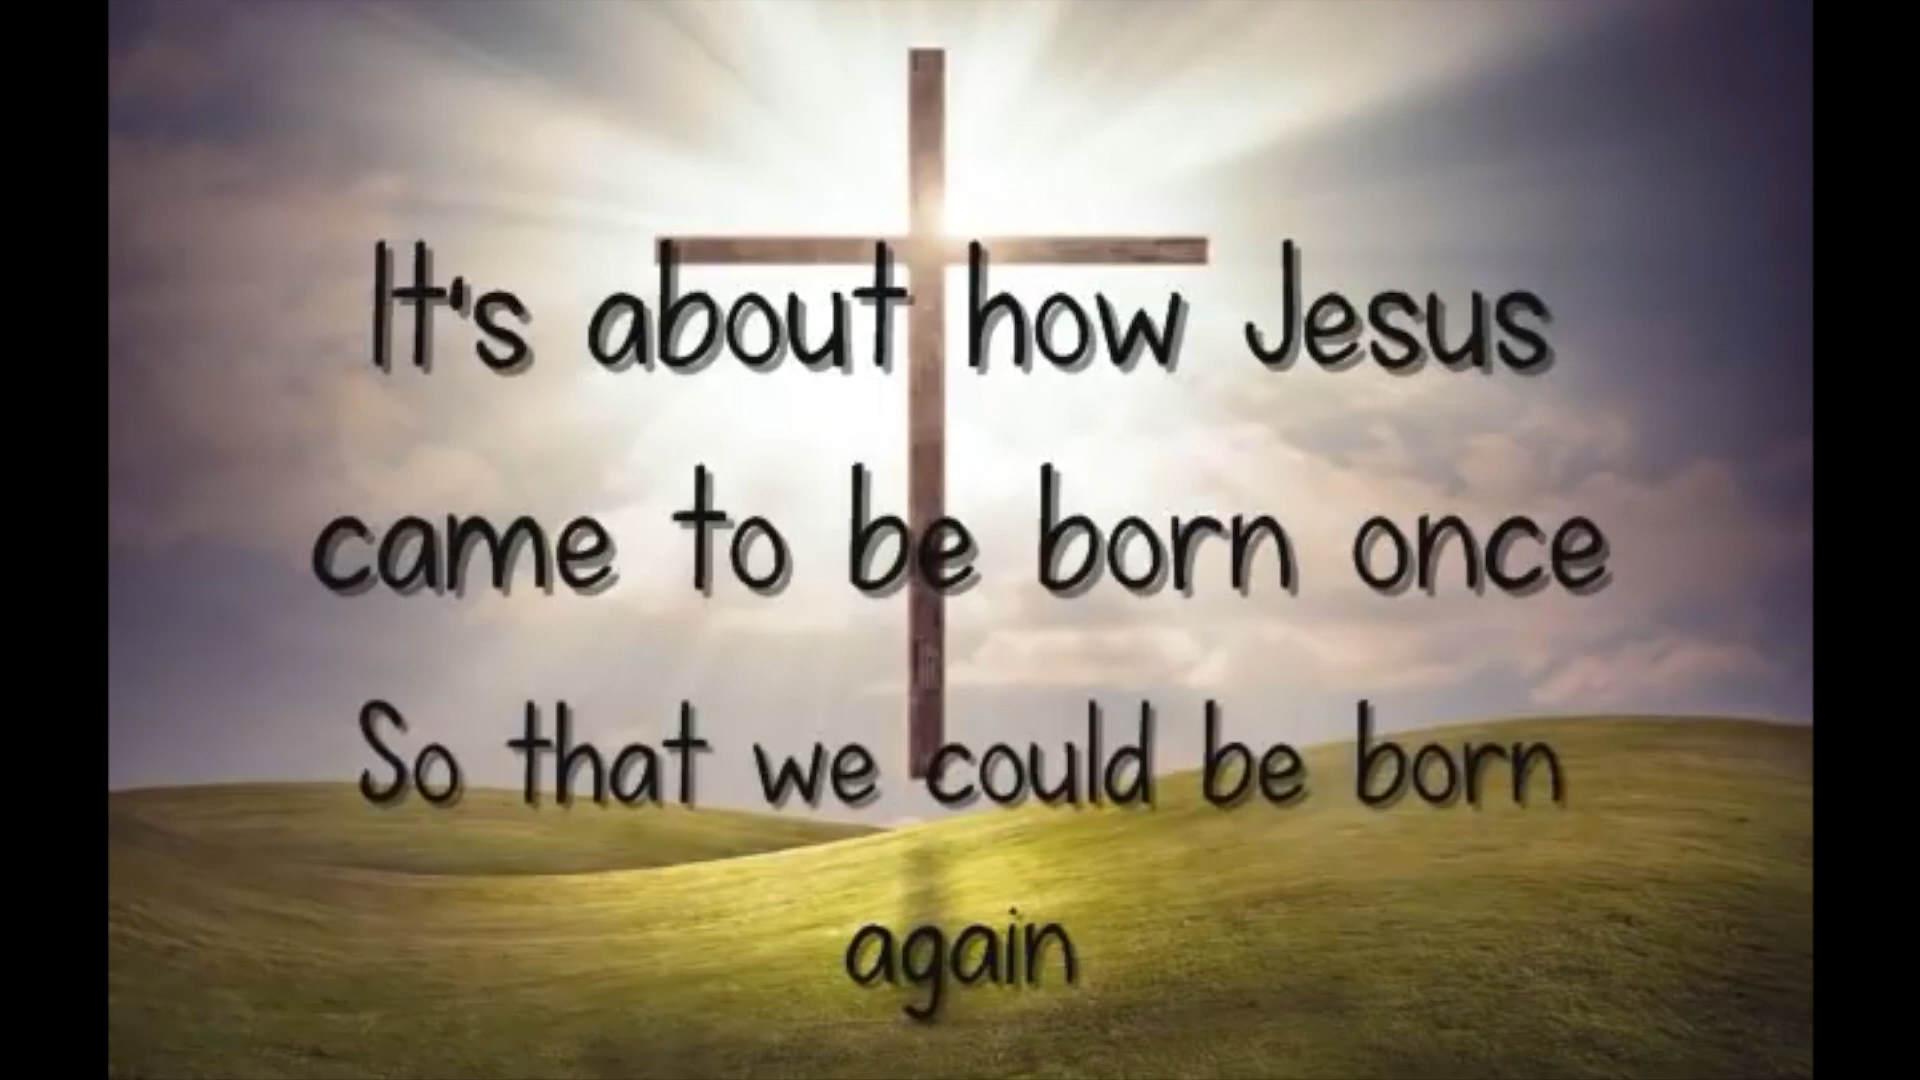 It's about how Jesus
came to be born once
So that we could be born
again